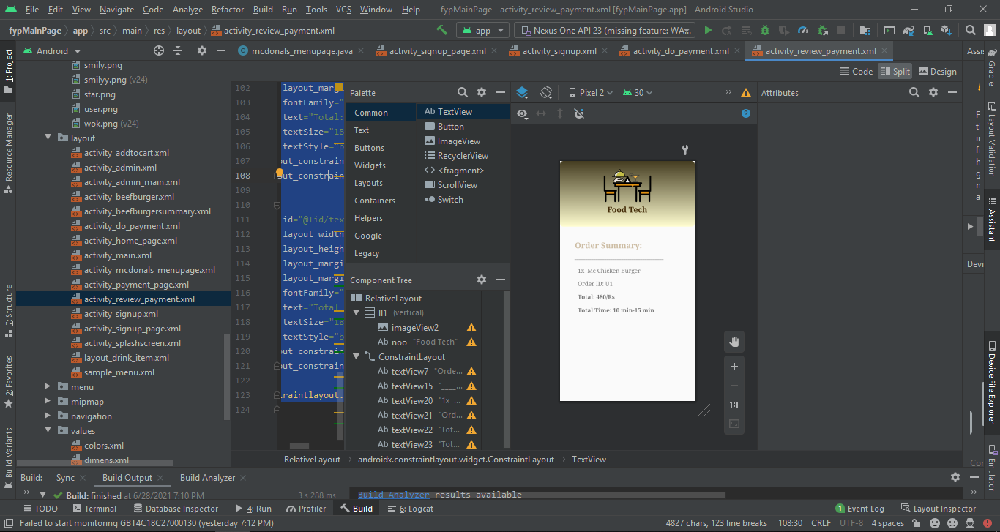 File Edit View Navigate Code Analyze Refactor Build Run Tools VCS Window Help fypMainPage - activity_review_payment.xml [fypMainPage.app] - Android Studio
fypMainPage app src main res layout activity_review_payment.xml app Nexus One API 23 (missing feature: WA...
Android mcdonals_menupage.java activity_signup_page.xml activity_signup.xml activity_do_payment.xml activity_review_payment.xml Assi
Code Split Design
1: Project
Resource Manager
7: Structure
2: Favorites
Build Variants
smily.png
smilyy.png (v24)
star.png
user.png
wok.png (v24)
layout
activity_addtocart.xml
activity_admin.xml
activity_admin_main.xml
activity_beefburger.xml
activity_beefburgersummary.xml
activity_do_payment.xml
activity_home_page.xml
activity_main.xml
activity_mcdonals_menupage.xml
activity_payment_page.xml
activity_review_payment.xml
activity_signup.xml
activity_signup_page.xml
activity_splashscreen.xml
layout_drink_item.xml
sample_menu.xml
menu
mipmap
navigation
values
colors.xml
dimens.xml
102 layout_marg
103 fontFamily="
104 text="Total:
105 textSize="18
106 textStyle="b
107 out_constrain
108 out_constrain
109
110
111 id="@+id/tex
112 layout_width
113 layout_heigh
114 layout_margi
115 layout_margi
116 fontFamily="
117 text="Total
118 textSize="18
119 textStyle="b
120 out_constrain
121 out_constrain
122
123 traintlayout.
124
Palette
Common
Text
Buttons
Widgets
Layouts
Containers
Helpers
Google
Legacy
Ab TextView
Button
ImageView
RecyclerView
<fragment>
ScrollView
Switch
Component Tree
RelativeLayout
ll1 (vertical)
imageView2
Ab noo "Food Tech"
ConstraintLayout
Ab textView7 "Orde...
Ab textView15 "____...
Ab textView20 "1x ...
Ab textView21 "Ord...
Ab textView22 "Tot...
Ab textView23 "Tot...
Pixel 2 30 »
Food Tech
Order Summary:
1x Mc Chicken Burger
Order ID: U1
Total: 480/Rs
Total Time: 10 min-15 min
1:1
Attributes
F
tl
in
fr
h
g
a
Devi
Cor
Gradle
Layout Validation
Assistant
Device File Explorer
Emulator
RelativeLayout androidx.constraintlayout.widget.ConstraintLayout TextView
Build: Sync Build Output Build Analyzer
» Build: finished at 6/28/2021 7:10 PM 3 s 288 ms Build Analyzer results available »
TODO Terminal Database Inspector 4: Run Profiler Build 6: Logcat 1 Event Log Layout Inspector
Failed to start monitoring GBT4C18C27000130 (yesterday 7:12 PM) 4827 chars, 123 line breaks 108:30 CRLF UTF-8 4 spaces